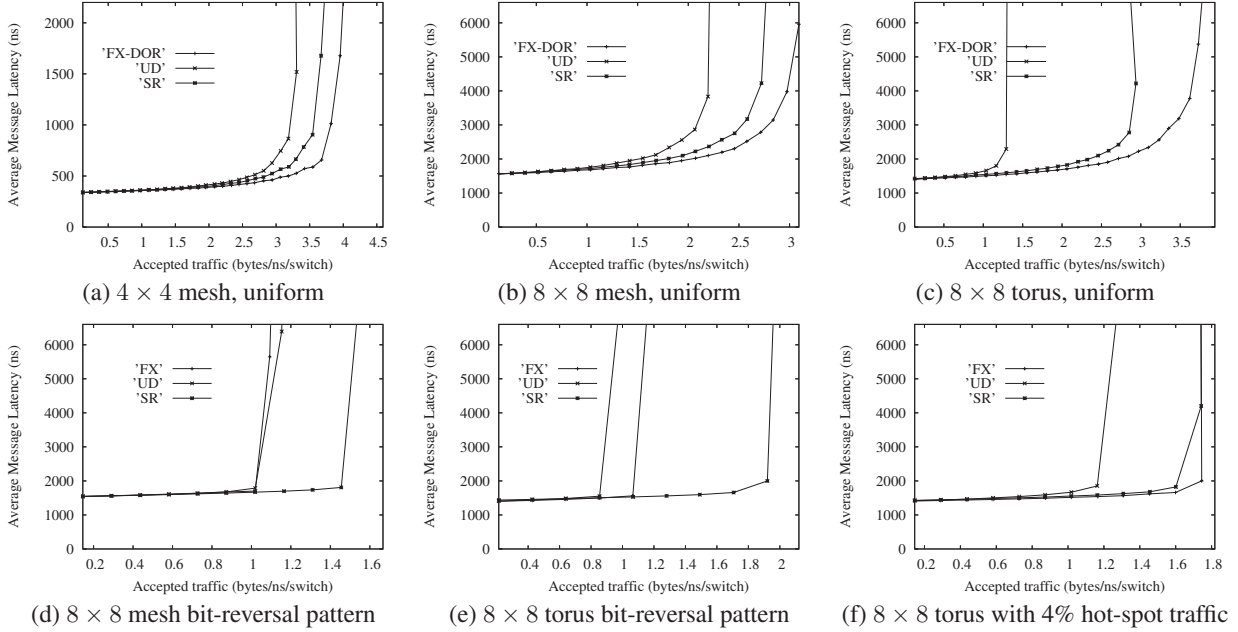 Average Message Latency (ns)
2000
1500
1000
500
0
'FX-DOR'
'UD'
'SR'
0.5 1 1.5 2 2.5 3 3.5 4 4.5
Accepted traffic (bytes/ns/switch)
(a) 4 × 4 mesh, uniform
Average Message Latency (ns)
6000
5000
4000
3000
2000
1000
0
'FX-DOR'
'UD'
'SR'
0.5 1 1.5 2 2.5 3
Accepted traffic (bytes/ns/switch)
(b) 8 × 8 mesh, uniform
Average Message Latency (ns)
6000
5000
4000
3000
2000
1000
0
'FX-DOR'
'UD'
'SR'
0.5 1 1.5 2 2.5 3 3.5
Accepted traffic (bytes/ns/switch)
(c) 8 × 8 torus, uniform
Average Message Latency (ns)
6000
5000
4000
3000
2000
1000
0
'FX'
'UD'
'SR'
0.2 0.4 0.6 0.8 1 1.2 1.4 1.6
Accepted traffic (bytes/ns/switch)
(d) 8 × 8 mesh bit-reversal pattern
Average Message Latency (ns)
6000
5000
4000
3000
2000
1000
0
'FX'
'UD'
'SR'
0.4 0.6 0.8 1 1.2 1.4 1.6 1.8 2
Accepted traffic (bytes/ns/switch)
(e) 8 × 8 torus bit-reversal pattern
Average Message Latency (ns)
6000
5000
4000
3000
2000
1000
0
'FX'
'UD'
'SR'
0.2 0.4 0.6 0.8 1 1.2 1.4 1.6 1.8
Accepted traffic (bytes/ns/switch)
(f) 8 × 8 torus with 4% hot-spot traffic